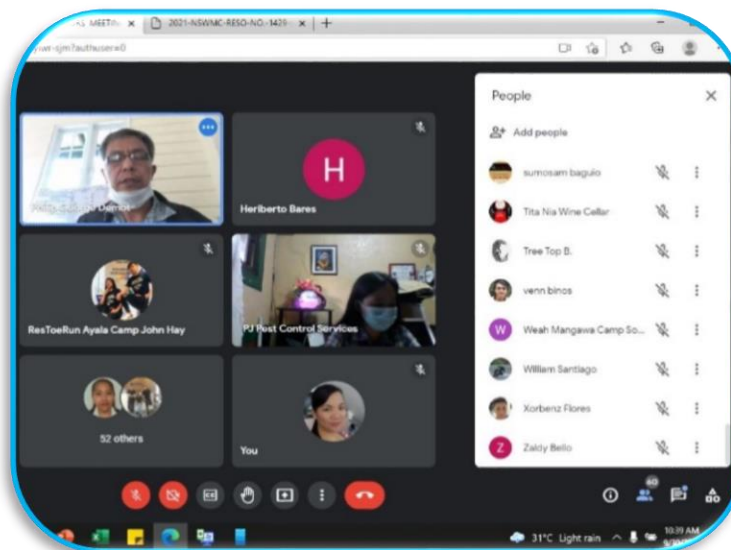 2021-NSWMC-RESO-NO.-1429
People
Add people
sumosam baguio
Tita Nia Wine Cellar
Tree Top B.
venn binos
Weah Mangawa Camp So...
William Santiago
Xorbenz Flores
Z
Zaldy Bello
W
H
Heriberto Bares
ResToeRun Ayala Camp John Hay
PJ Pest Control Services
52 others
You
60
31°C Light rain
10:39 AM